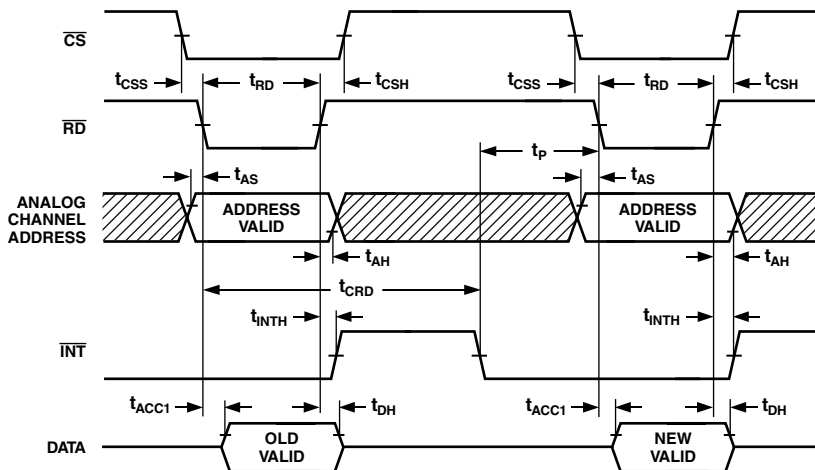 CS
tCSS tRD tCSH tCSS tRD tCSH
RD
tP
tAS tAS
ANALOG
CHANNEL
ADDRESS
ADDRESS
VALID
ADDRESS
VALID
tAH tAH
tCRD
tINTH tINTH
INT
tACC1 tDH tACC1 tDH
DATA
OLD
VALID
NEW
VALID